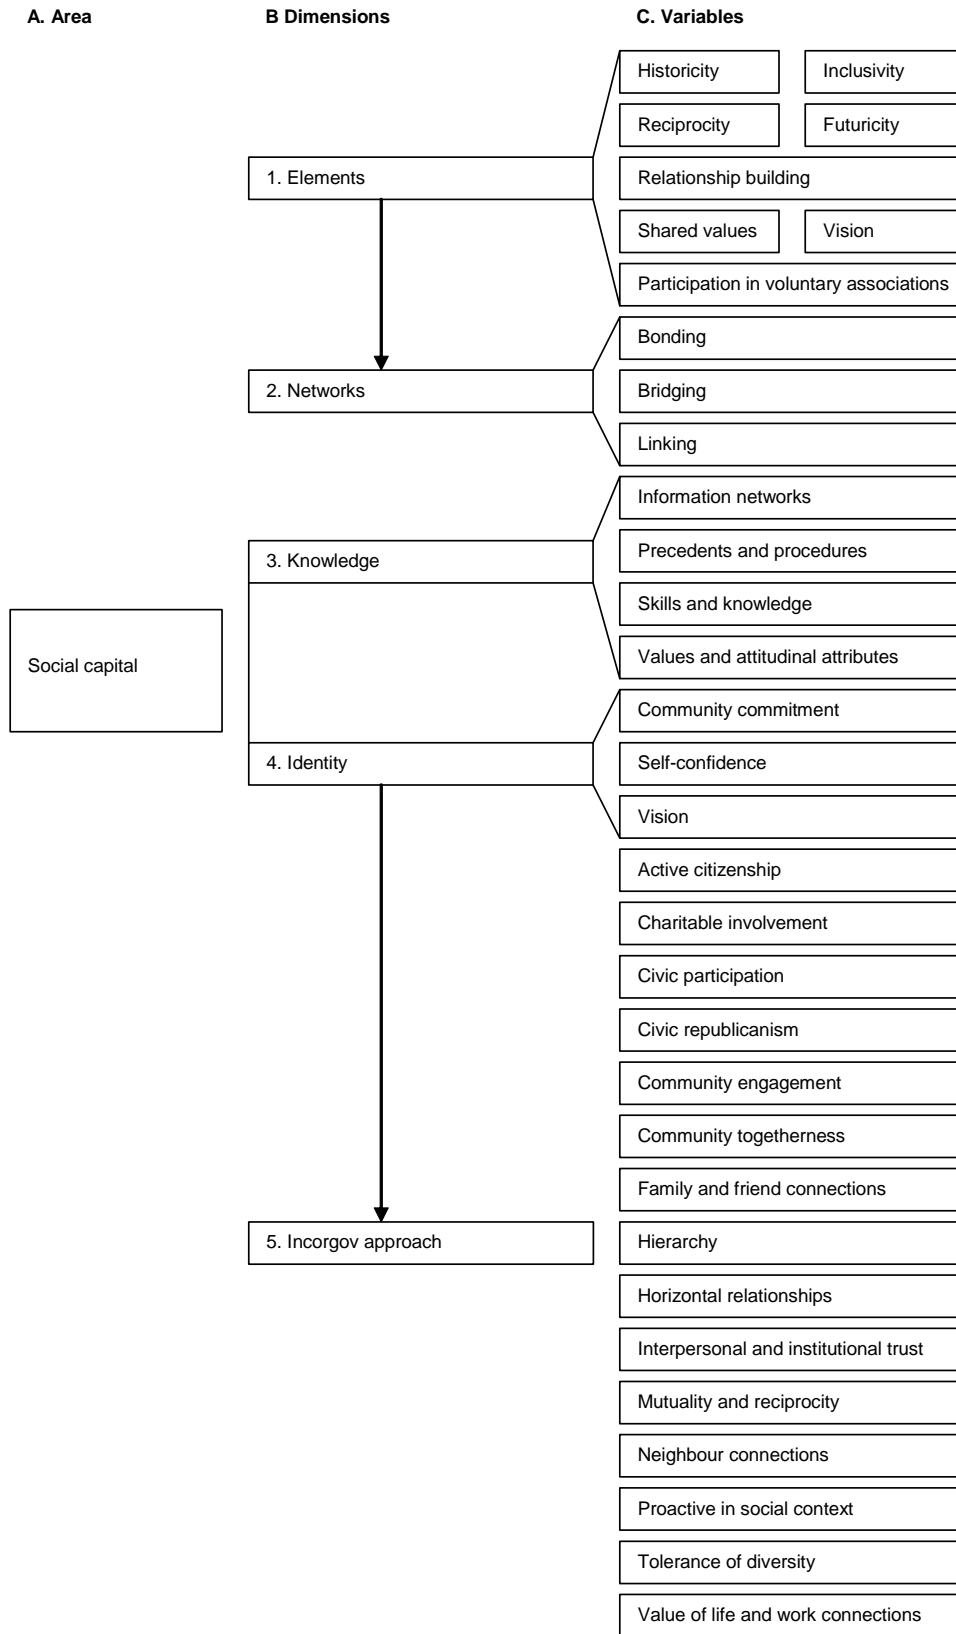 A. Area
B Dimensions
C. Variables
Historicity
Inclusivity
Reciprocity
Futuricity
1. Elements
Relationship building
Shared values
Vision
Participation in voluntary associations
Bonding
2. Networks
Bridging
Linking
Information networks
3. Knowledge
Precedents and procedures
Skills and knowledge
Social capital
Values and attitudinal attributes
Community commitment
4. Identity
Self-confidence
Vision
Active citizenship
Charitable involvement
Civic participation
Civic republicanism
Community engagement
Community togetherness
Family and friend connections
5. Incorgov approach
Hierarchy
Horizontal relationships
Interpersonal and institutional trust
Mutuality and reciprocity
Neighbour connections
Proactive in social context
Tolerance of diversity
Value of life and work connections